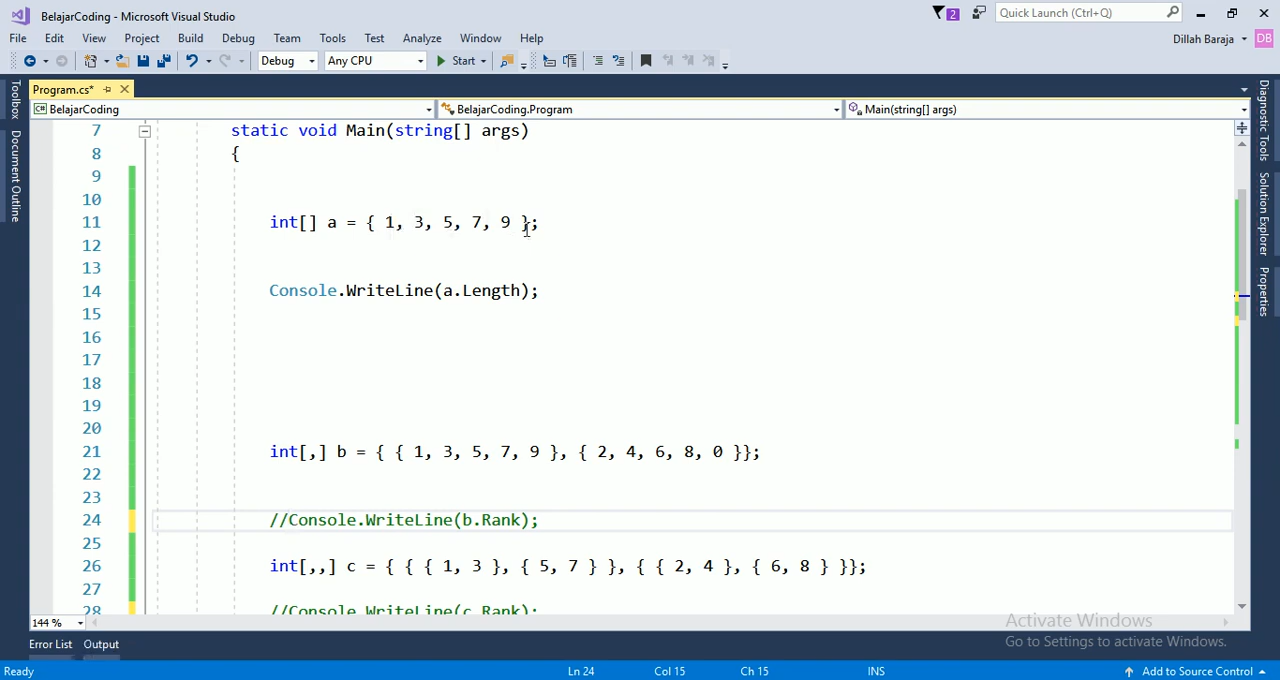 BelajarCoding - Microsoft Visual Studio
2
Quick Launch (Ctrl+Q)
File Edit View Project Build Debug Team Tools Test Analyze Window Help
Dillah Baraja
DB
Debug
Any CPU
Start
Program.cs*
Toolbox
Document Outline
C# BelajarCoding
BelajarCoding.Program
Main(string[] args)
Diagnostic Tools
Solution Explorer
Properties
7 static void Main(string[] args)
8 {
9
10
11 int[] a = { 1, 3, 5, 7, 9 };
12
13
14 Console.WriteLine(a.Length);
15
16
17
18
19
20
21 int[,] b = { { 1, 3, 5, 7, 9 }, { 2, 4, 6, 8, 0 }};
22
23
24 //Console.WriteLine(b.Rank);
25
26 int[,,] c = { { { 1, 3 }, { 5, 7 } }, { { 2, 4 }, { 6, 8 } }};
27
28 //Console.WriteLine(c.Rank);
144 %
Activate Windows
Go to Settings to activate Windows.
Error List Output
Ready
Ln 24
Col 15
Ch 15
INS
Add to Source Control